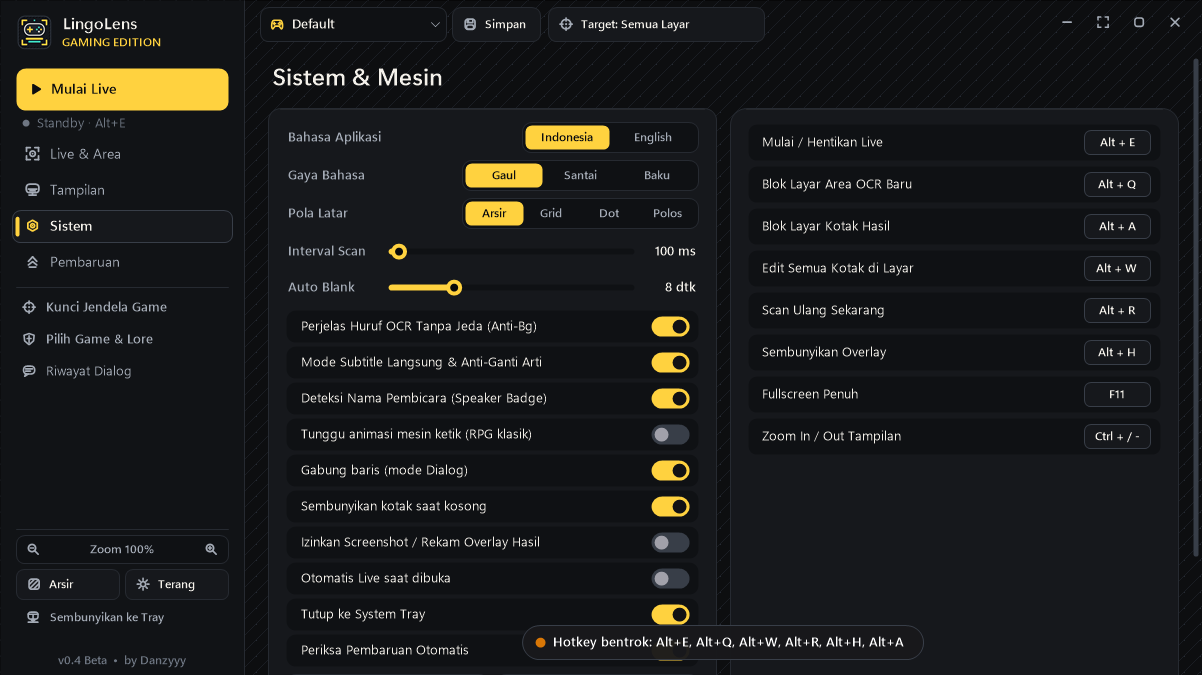 LingoLens
GAMING EDITION
Mulai Live
Standby · Alt+E
Live & Area
Tampilan
Sistem
Pembaruan
Kunci Jendela Game
Pilih Game & Lore
Riwayat Dialog
Zoom 100%
Arsir
Terang
Sembunyikan ke Tray
v0.4 Beta • by Danzyyy
Default
Simpan
Target: Semua Layar
Sistem & Mesin
Bahasa Aplikasi
Indonesia
English
Gaya Bahasa
Gaul
Santai
Baku
Pola Latar
Arsir
Grid
Dot
Polos
Interval Scan
100 ms
Auto Blank
8 dtk
Perjelas Huruf OCR Tanpa Jeda (Anti-Bg)
Mode Subtitle Langsung & Anti-Ganti Arti
Deteksi Nama Pembicara (Speaker Badge)
Tunggu animasi mesin ketik (RPG klasik)
Gabung baris (mode Dialog)
Sembunyikan kotak saat kosong
Izinkan Screenshot / Rekam Overlay Hasil
Otomatis Live saat dibuka
Tutup ke System Tray
Periksa Pembaruan Otomatis
Mulai / Hentikan Live
Alt + E
Blok Layar Area OCR Baru
Alt + Q
Blok Layar Kotak Hasil
Alt + A
Edit Semua Kotak di Layar
Alt + W
Scan Ulang Sekarang
Alt + R
Sembunyikan Overlay
Alt + H
Fullscreen Penuh
F11
Zoom In / Out Tampilan
Ctrl + / -
Hotkey bentrok: Alt+E, Alt+Q, Alt+W, Alt+R, Alt+H, Alt+A